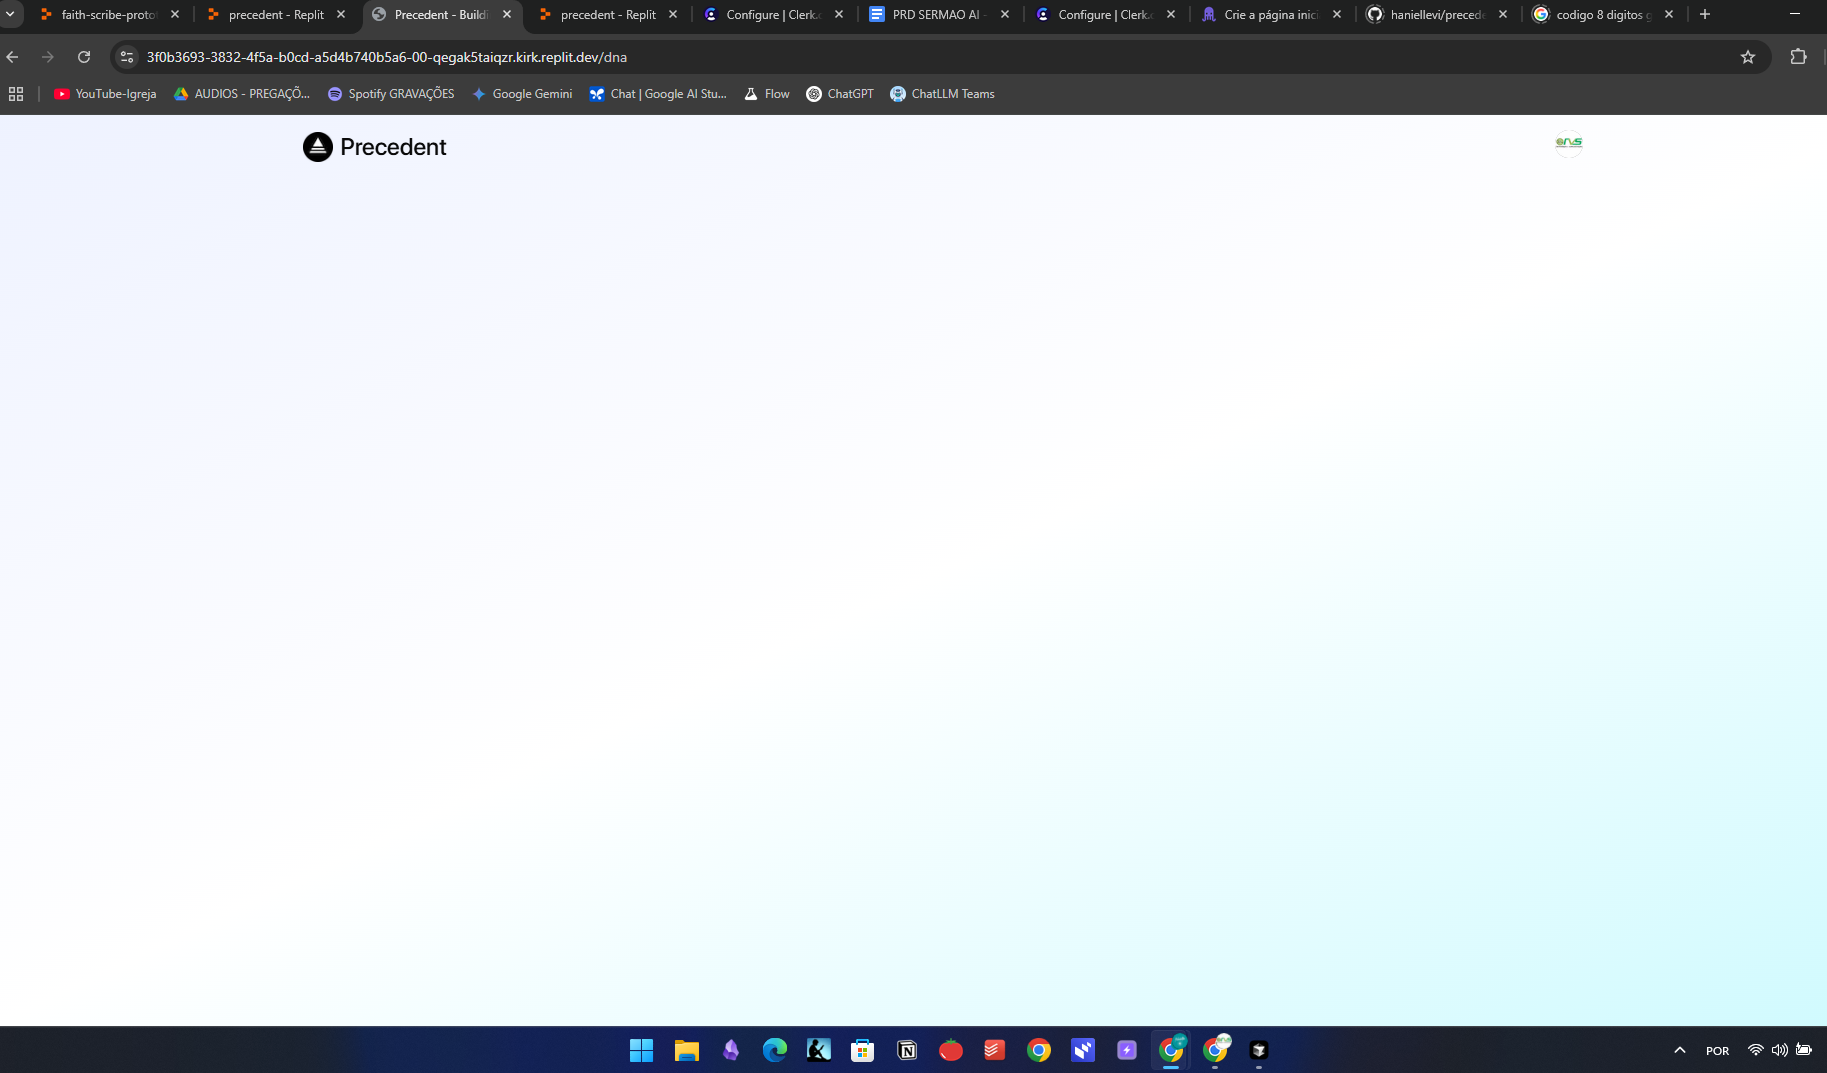 faith-scribe-protot
precedent - Replit
Precedent - Buildi
precedent - Replit
Configure | Clerk.c
PRD SERMAO AI -
Configure | Clerk.c
Crie a página inici
haniellevi/precede
codigo 8 digitos g
3f0b3693-3832-4f5a-b0cd-a5d4b740b5a6-00-qegak5taiqzr.kirk.replit.dev/dna
YouTube-Igreja
AUDIOS - PREGAÇÕ...
Spotify GRAVAÇÕES
Google Gemini
Chat | Google AI Stu...
Flow
ChatGPT
ChatLLM Teams
Precedent
POR